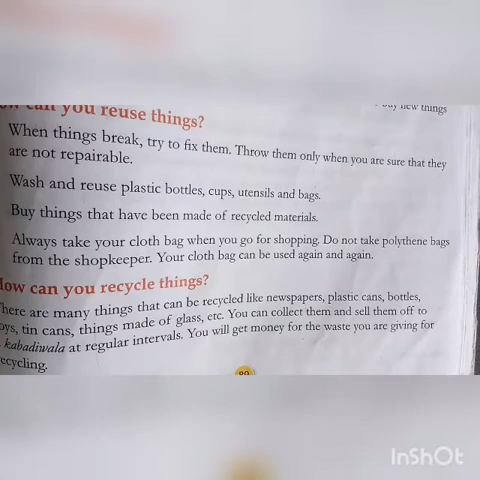 buy new things
can you reuse things?
When things break, try to fix them. Throw them only when you are sure that they
are not repairable.
Wash and reuse plastic bottles, cups, utensils and bags.
Buy things that have been made of recycled materials.
Always take your cloth bag when you go for shopping. Do not take polythene bags
from the shopkeeper. Your cloth bag can be used again and again.
How can you recycle things?
here are many things that can be recycled like newspapers, plastic cans, bottles,
oys, tin cans, things made of glass, etc. You can collect them and sell them off to
kabadiwala at regular intervals. You will get money for the waste you are giving for
ecycling.
InShOt